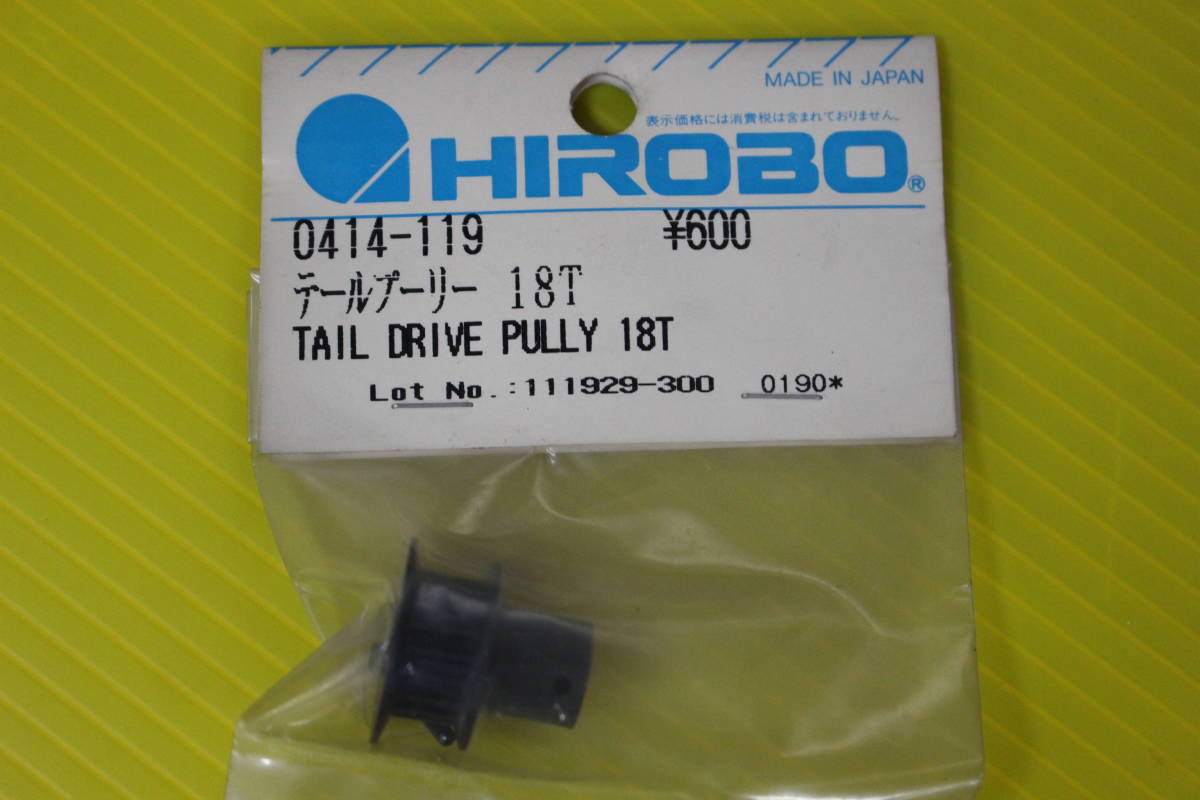 MADE IN JAPAN
表示価格には消費税は含まれておりません。
HIROBO®
0414-119 ¥600
テールプーリー 18T
TAIL DRIVE PULLY 18T
Lot No.:111929-300 0190*